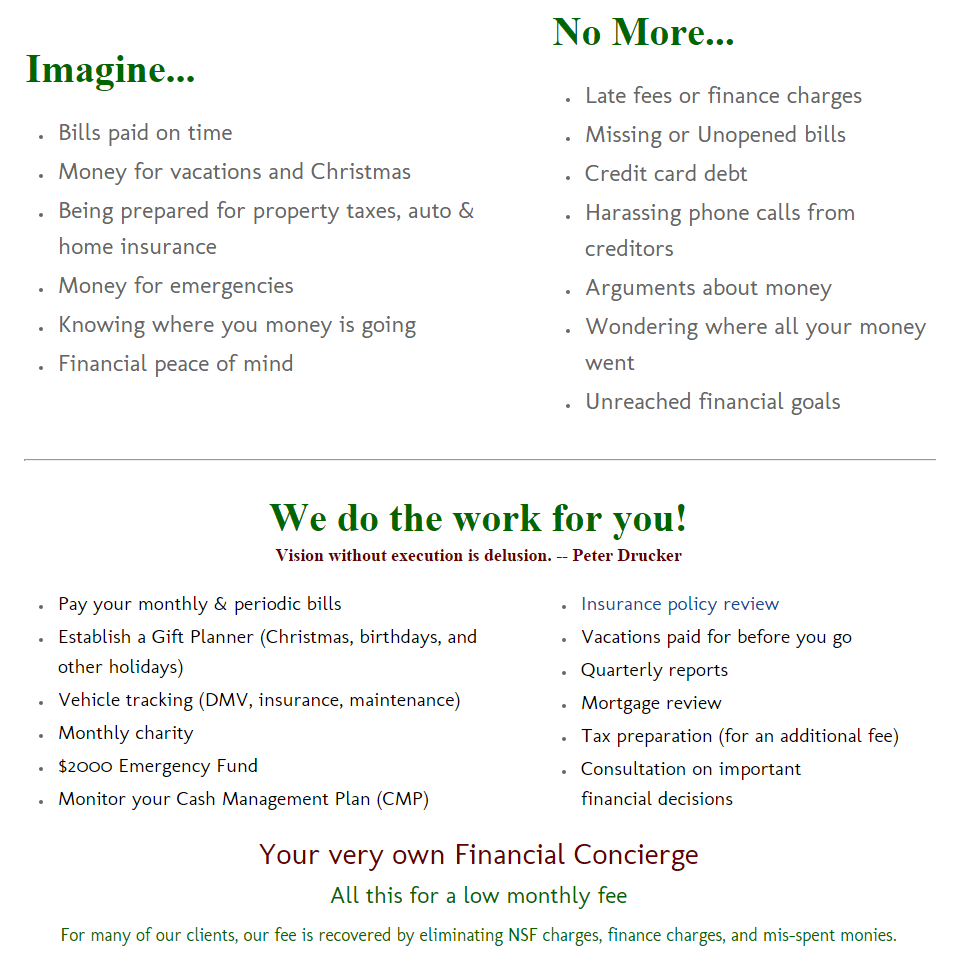 Imagine...
Bills paid on time
Money for vacations and Christmas
Being prepared for property taxes, auto &
home insurance
Money for emergencies
Knowing where you money is going
Financial peace of mind
No More...
Late fees or finance charges
Missing or Unopened bills
Credit card debt
Harassing phone calls from
creditors
Arguments about money
Wondering where all your money
went
Unreached financial goals
We do the work for you!
Vision without execution is delusion. -- Peter Drucker
Pay your monthly & periodic bills
Establish a Gift Planner (Christmas, birthdays, and
other holidays)
Vehicle tracking (DMV, insurance, maintenance)
Monthly charity
$2000 Emergency Fund
Monitor your Cash Management Plan (CMP)
Insurance policy review
Vacations paid for before you go
Quarterly reports
Mortgage review
Tax preparation (for an additional fee)
Consultation on important
financial decisions
Your very own Financial Concierge
All this for a low monthly fee
For many of our clients, our fee is recovered by eliminating NSF charges, finance charges, and mis-spent monies.